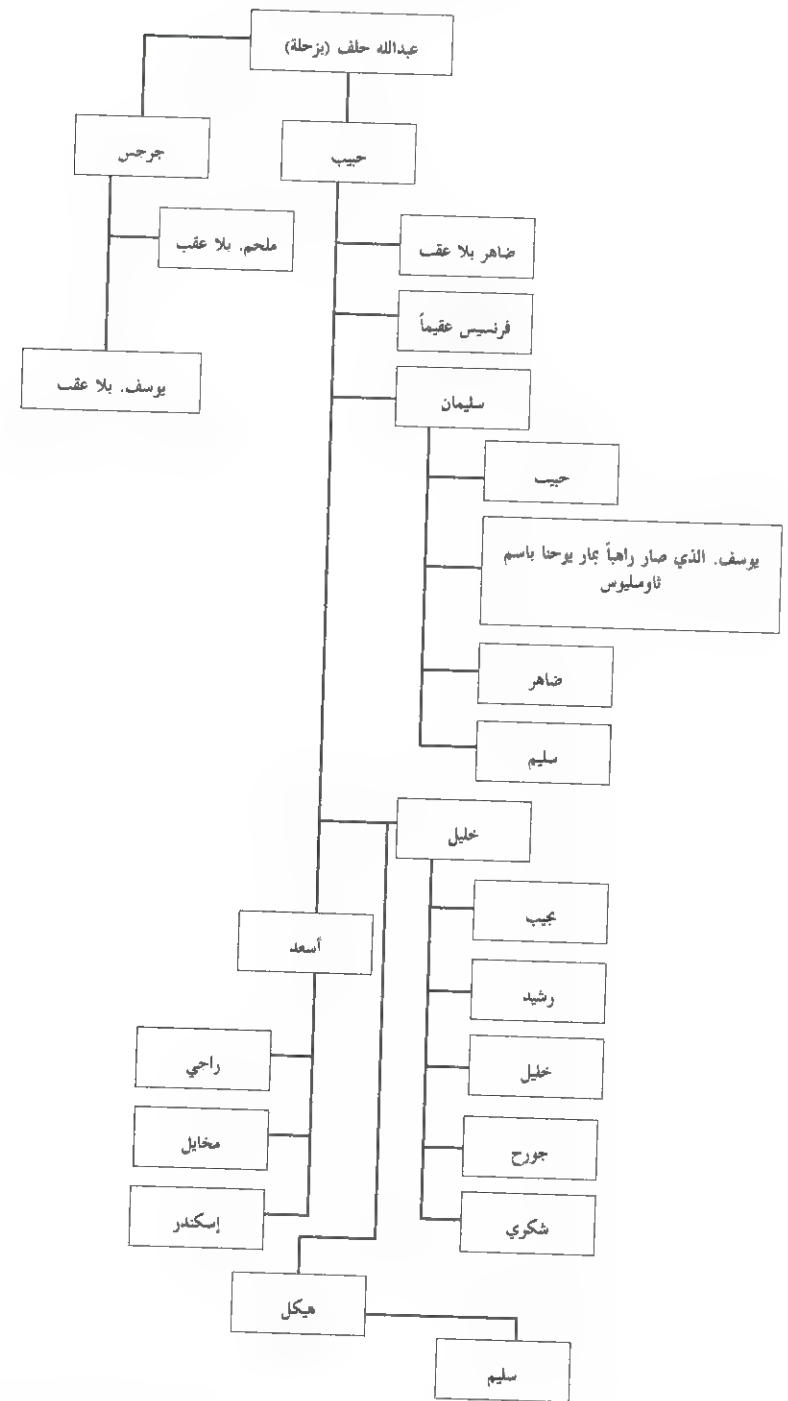 عبدالله حلف (بزحلة)
جرجس
حبيب
ملحم. بلا عقب
يوسف. بلا عقب
ضاهر بلا عقب
فرنسيس عقيماً
سليمان
حبيب
يوسف. الذي صار راهباً بمار يوحنا باسم
ثاوسليوس
ضاهر
سليم
خليل
بجيب
رشيد
خليل
جورج
شكري
أسعد
راجي
مخايل
إسكندر
هيكل
سليم